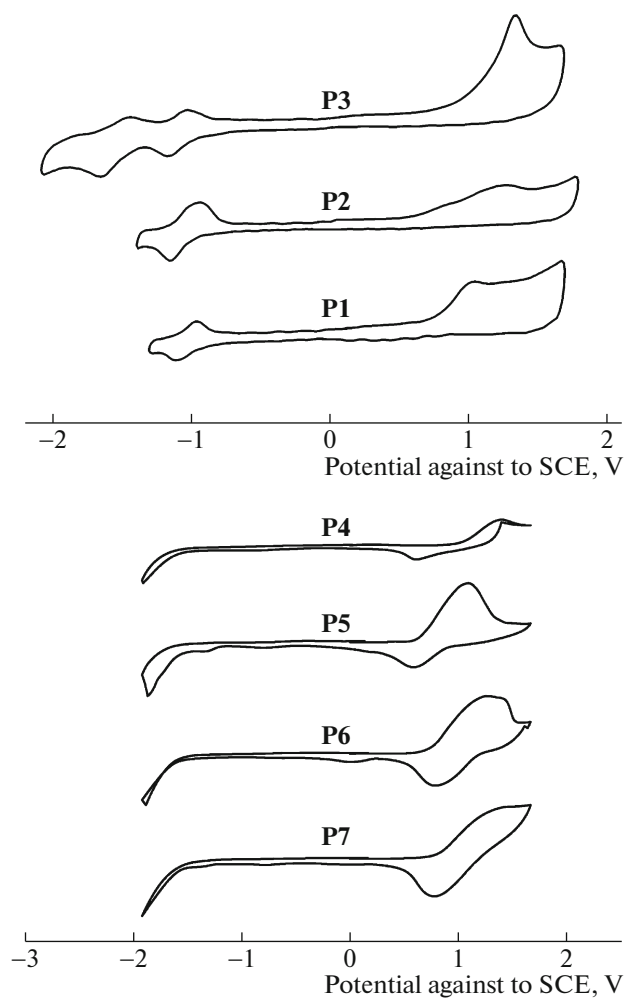 P3
P2
P1
−2 −1 0 1 2
Potential against to SCE, V
P4
P5
P6
P7
−3 −2 −1 0 1 2
Potential against to SCE, V